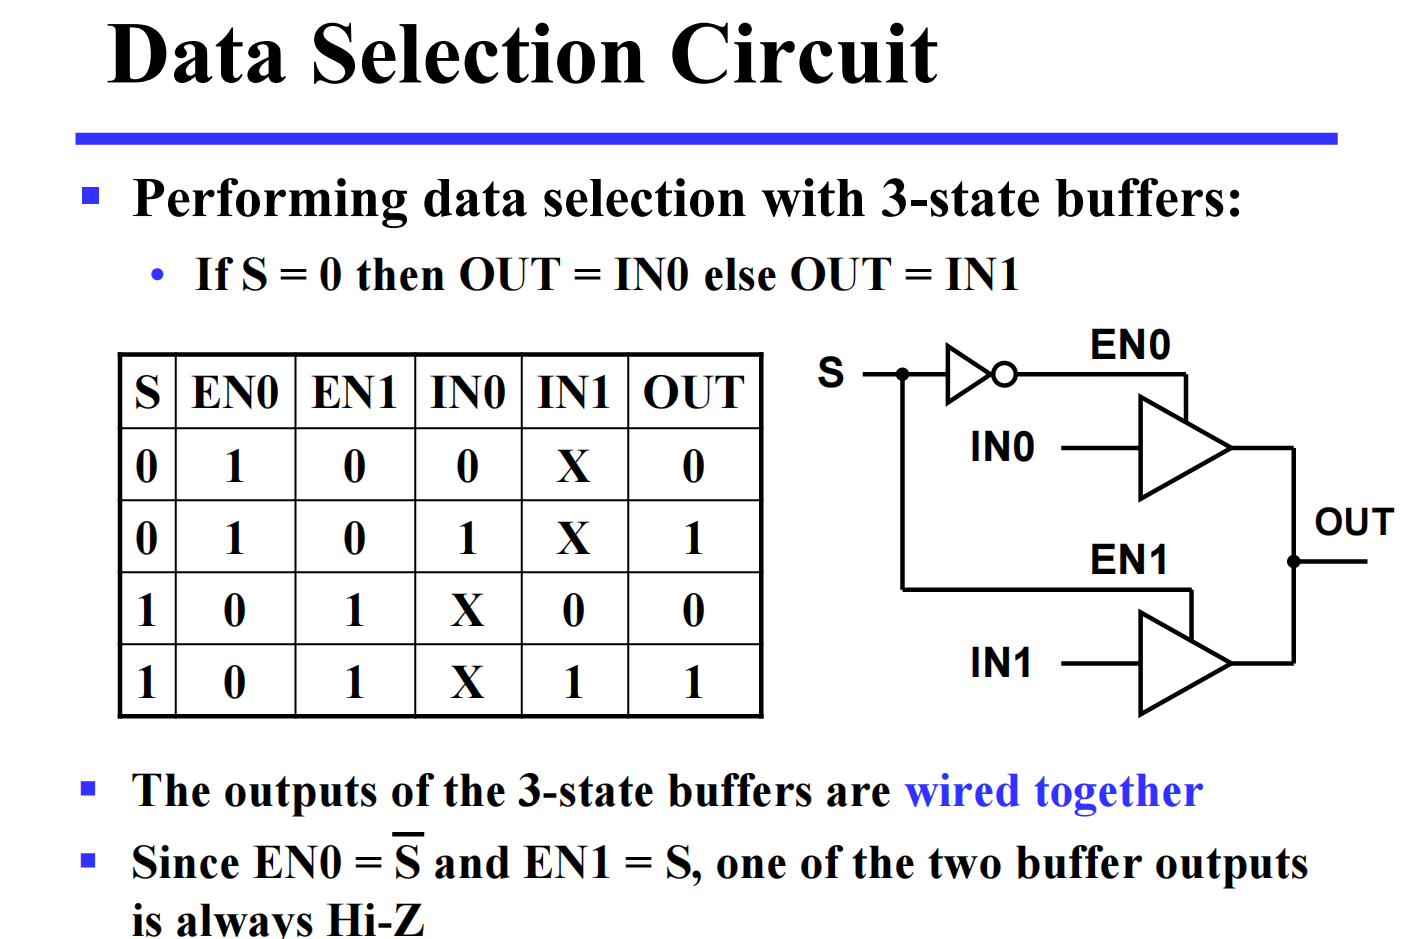 Data Selection Circuit
Performing data selection with 3-state buffers:
If S = 0 then OUT = IN0 else OUT = IN1
S EN0 EN1 IN0 IN1 OUT
0 1 0 0 X 0
0 1 0 1 X 1
1 0 1 X 0 0
1 0 1 X 1 1
EN0
S
IN0
OUT
EN1
IN1
The outputs of the 3-state buffers are wired together
Since EN0 = S̅ and EN1 = S, one of the two buffer outputs
is always Hi-Z